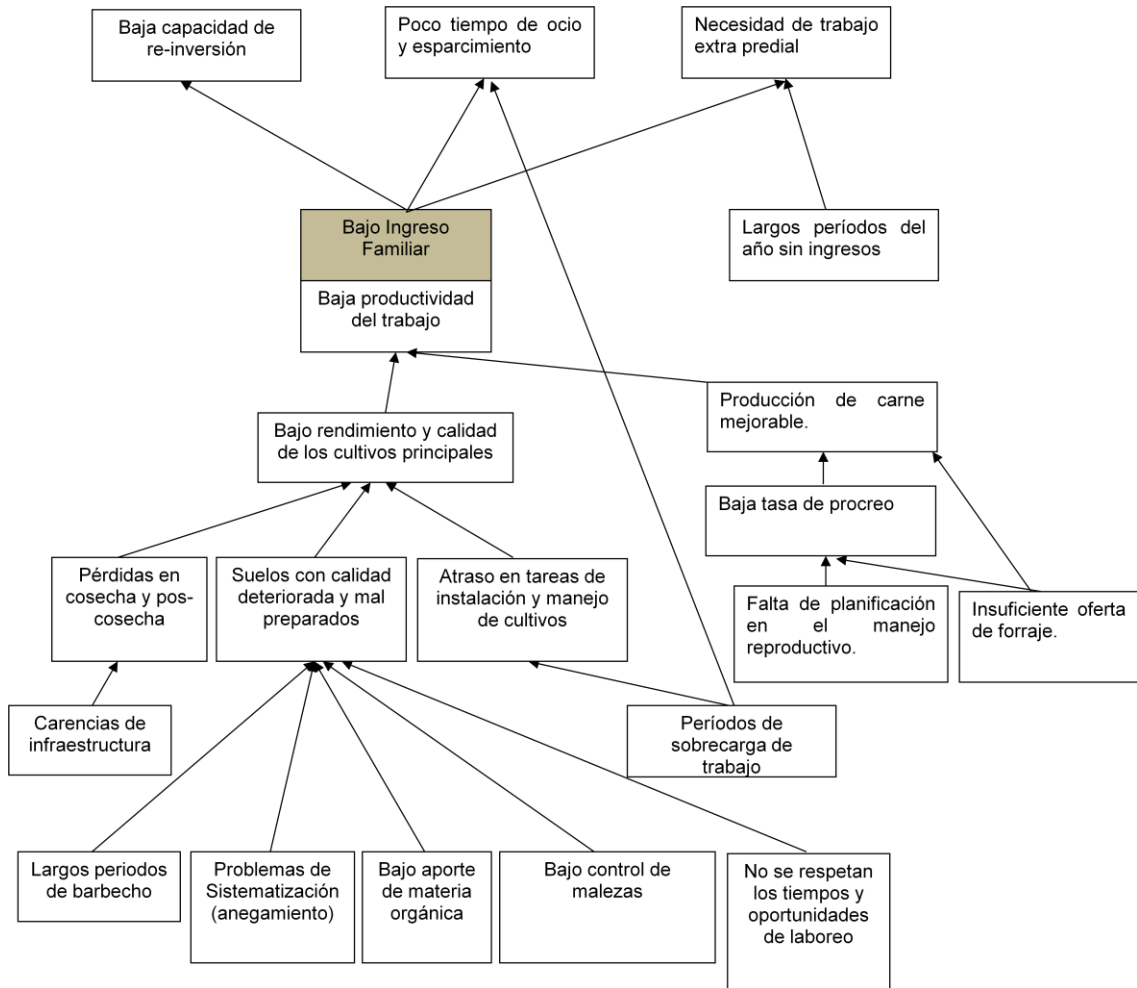 Baja capacidad de
re-inversión
Poco tiempo de ocio
y esparcimiento
Necesidad de trabajo
extra predial
Bajo Ingreso
Familiar
Largos períodos del
año sin ingresos
Baja productividad
del trabajo
Producción de carne
mejorable.
Bajo rendimiento y calidad
de los cultivos principales
Baja tasa de procreo
Pérdidas en
cosecha y pos-
cosecha
Suelos con calidad
deteriorada y mal
preparados
Atraso en tareas de
instalación y manejo
de cultivos
Falta de planificación
en el manejo
reproductivo.
Insuficiente oferta
de forraje.
Carencias de
infraestructura
Períodos de
sobrecarga de
trabajo
Largos periodos
de barbecho
Problemas de
Sistematización
(anegamiento)
Bajo aporte
de materia
orgánica
Bajo control de
malezas
No se respetan
los tiempos y
oportunidades
de laboreo